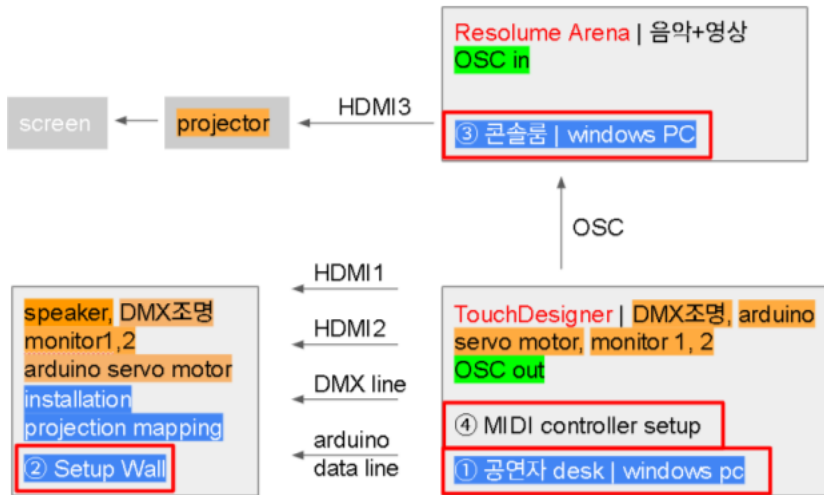 Resolume Arena | 음악+영상
OSC in
③ 콘솔룸 | windows PC
HDMI3
projector
screen
OSC
HDMI1
HDMI2
DMX line
arduino
data line
speaker, DMX조명
monitor1,2
arduino servo motor
installation
projection mapping
② Setup Wall
TouchDesigner | DMX조명, arduino
servo motor, monitor 1, 2
OSC out
④ MIDI controller setup
① 공연자 desk | windows pc